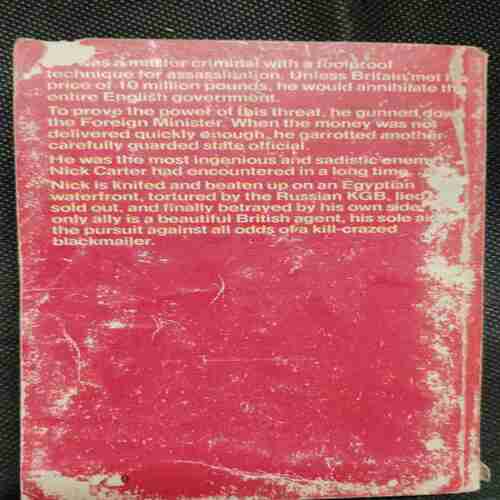 was a master criminal with a foolproof
technique for assassination. Unless Britain met
price of 10 million pounds, he would annihilate the
entire English government.
To prove the power of this threat, he gunned down
the Foreign Minister. When the money was not
delivered quickly enough, he garrotted another
carefully guarded state official.
He was the most ingenious and sadistic enemy
Nick Carter had encountered in a long time.
Nick is knifed and beaten up on an Egyptian
waterfront, tortured by the Russian KGB, lied
sold out, and finally betrayed by his own side
only ally is a beautiful British agent, his sole
the pursuit against all odds of a kill-crazed
blackmailer.